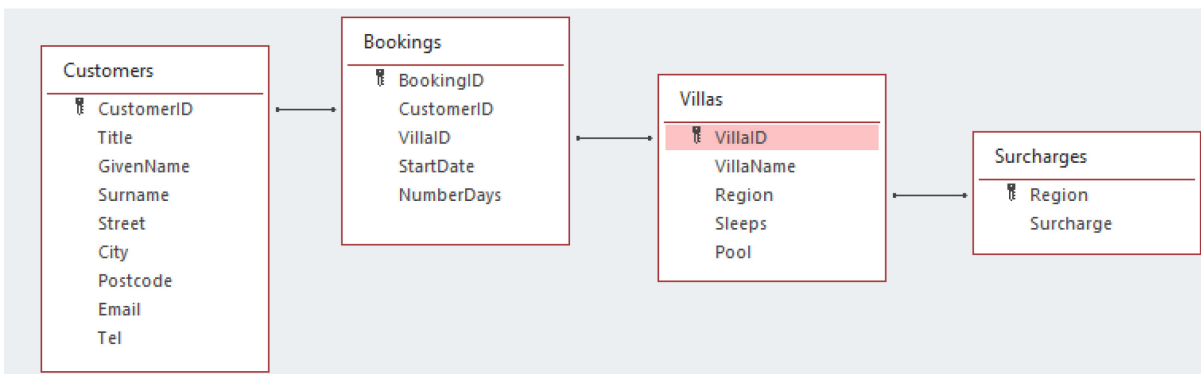 Customers
CustomerID
Title
GivenName
Surname
Street
City
Postcode
Email
Tel
Bookings
BookingID
CustomerID
VillaID
StartDate
NumberDays
Villas
VillaID
VillaName
Region
Sleeps
Pool
Surcharges
Region
Surcharge